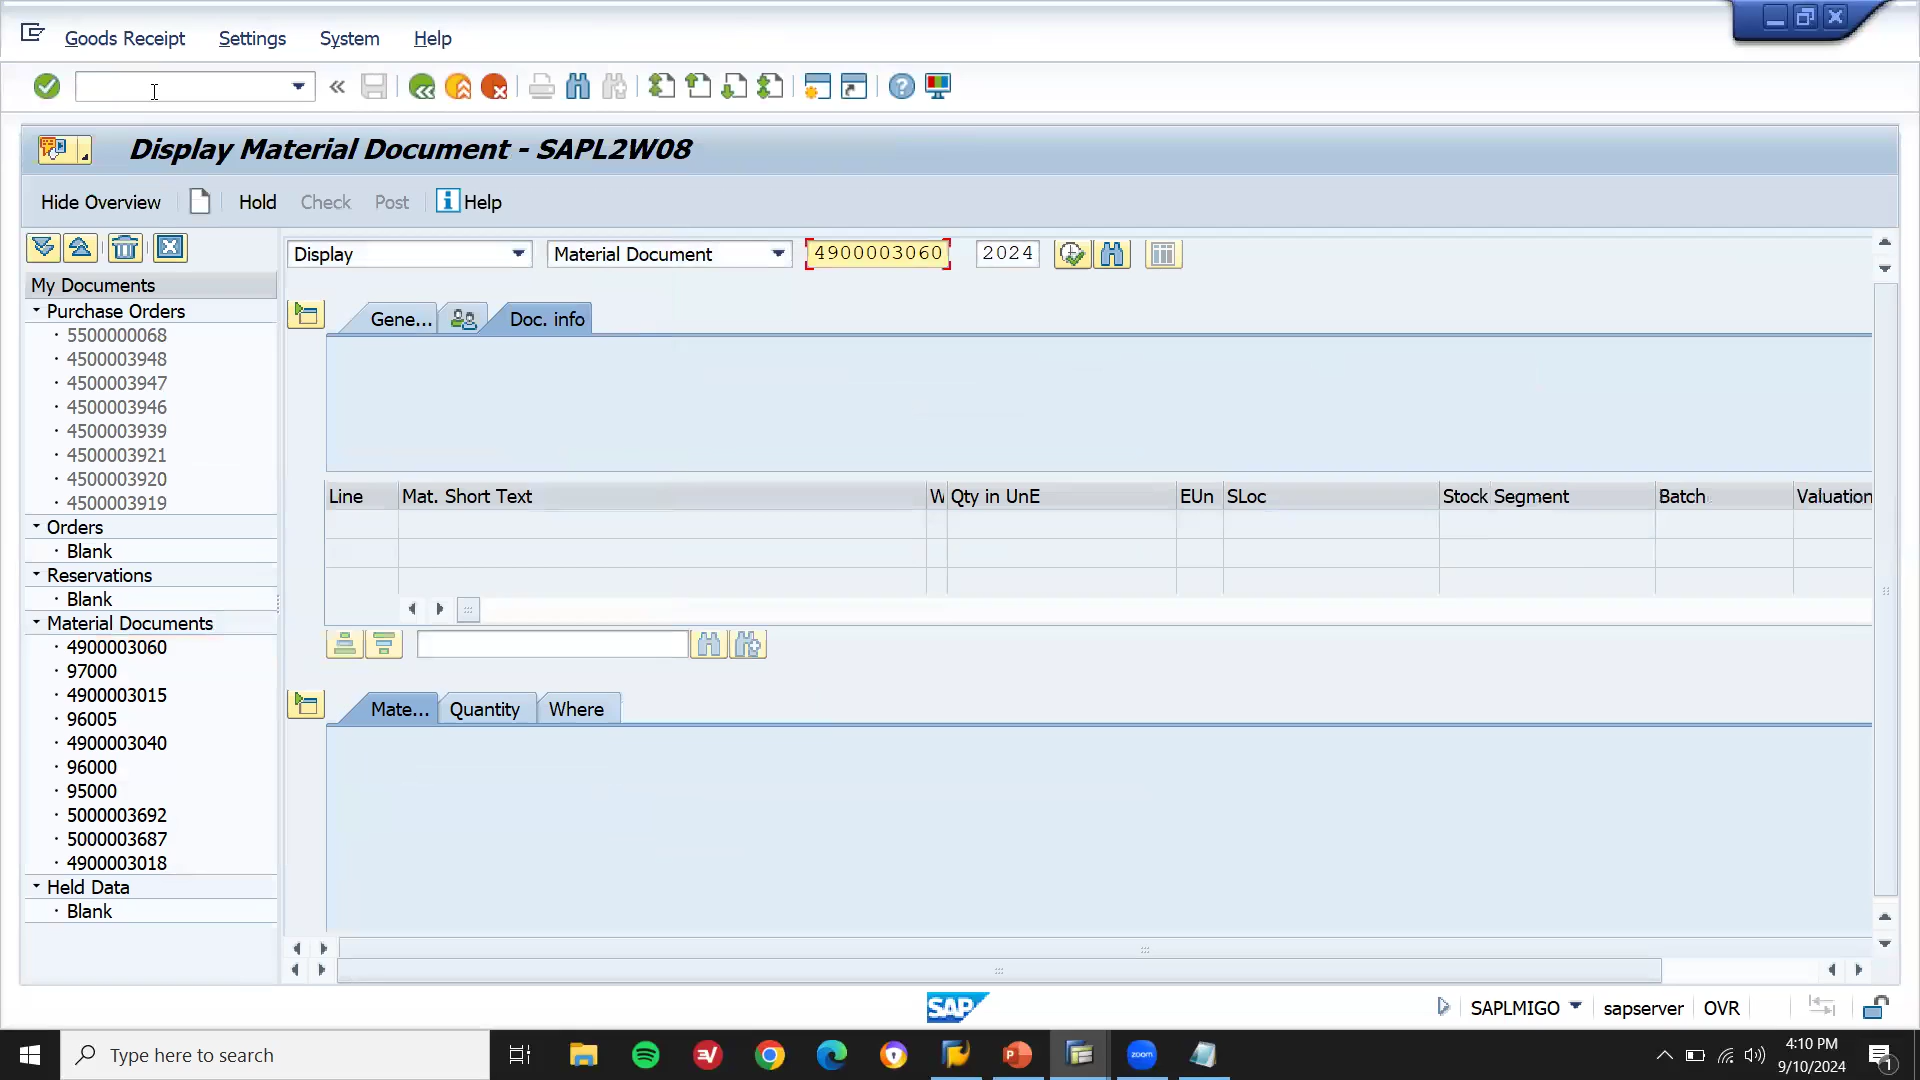 Goods Receipt Settings System Help
Display Material Document - SAPL2W08
Hide Overview Hold Check Post Help
Display Material Document 4900003060 2024
My Documents
Purchase Orders
5500000068
4500003948
4500003947
4500003946
4500003939
4500003921
4500003920
4500003919
Orders
Blank
Reservations
Blank
Material Documents
4900003060
97000
4900003015
96005
4900003040
96000
95000
5000003692
5000003687
4900003018
Held Data
Blank
Gene... Doc. info
Line Mat. Short Text W Qty in UnE EUn SLoc Stock Segment Batch Valuation
Mate... Quantity Where
SAP
SAPLMIGO sapserver OVR
Type here to search
EV
P
zoom
4:10 PM
9/10/2024
1